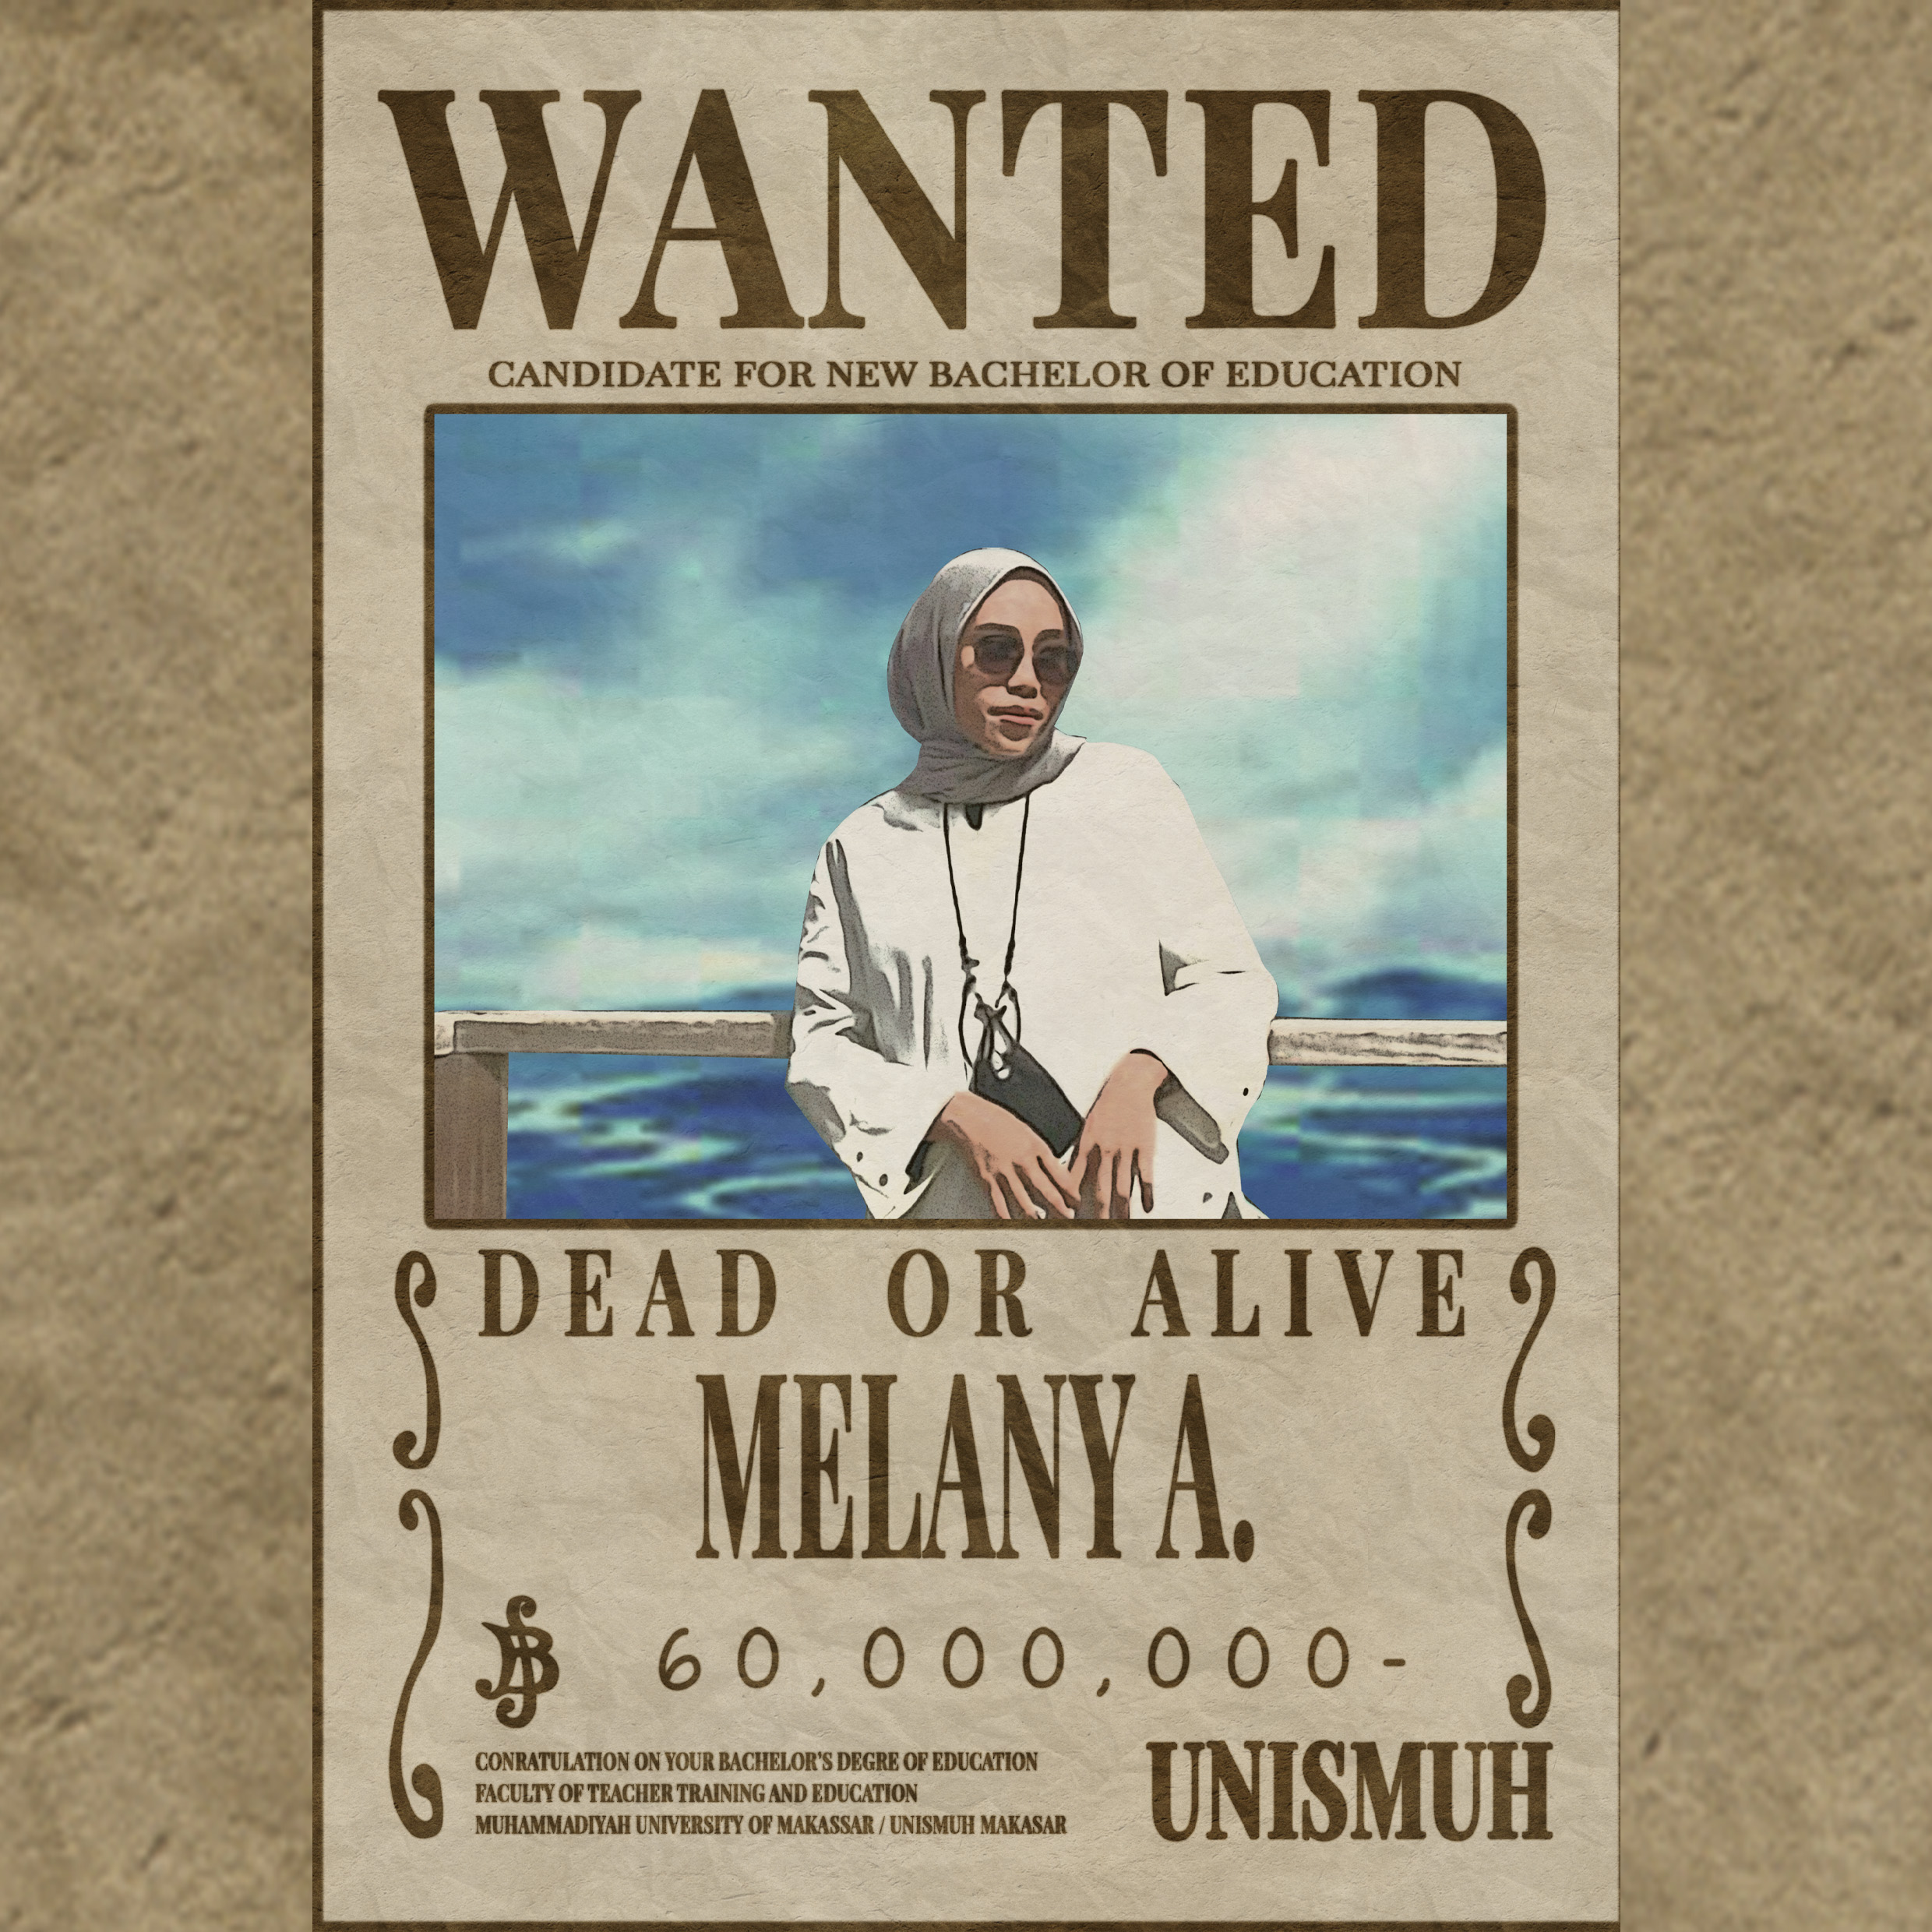 WANTED
CANDIDATE FOR NEW BACHELOR OF EDUCATION
DEAD OR ALIVE
MELANY A.
60,000,000-
CONRATULATION ON YOUR BACHELOR'S DEGRE OF EDUCATION
FACULTY OF TEACHER TRAINING AND EDUCATION
MUHAMMADIYAH UNIVERSITY OF MAKASSAR / UNISMUH MAKASAR
UNISMUH